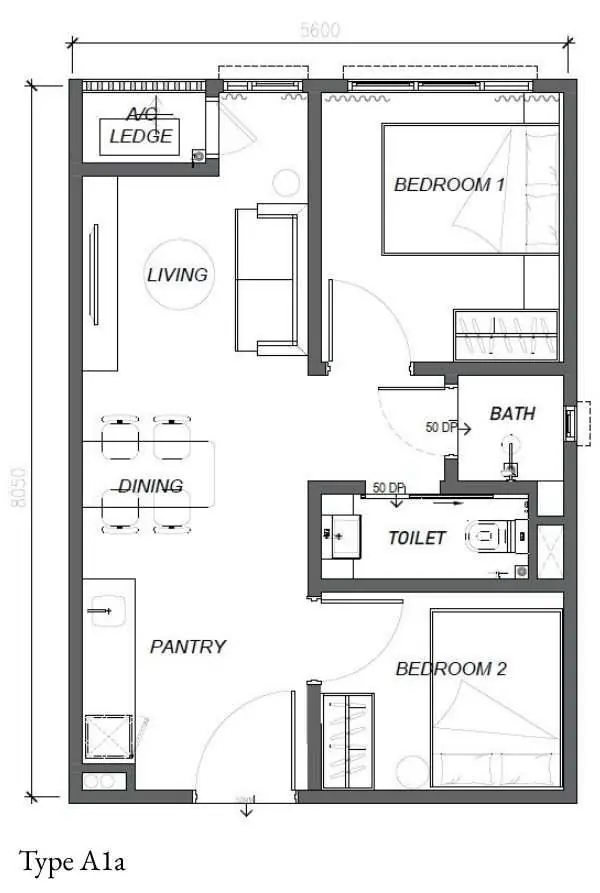 5600
A/C
LEDGE
BEDROOM 1
LIVING
BATH
50 DP
8050
DINING
50 DP
TOILET
PANTRY
BEDROOM 2
Type A1a